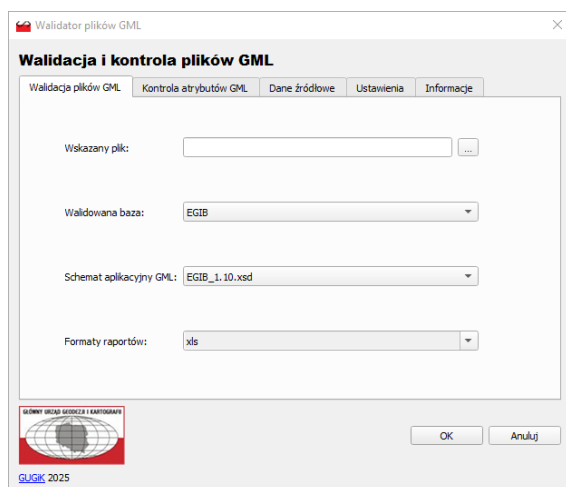 Walidator plików GML
Walidacja i kontrola plików GML
Walidacja plików GML Kontrola atrybutów GML Dane źródłowe Ustawienia Informacje
Wskazany plik: ...
Walidowana baza: EGIB
Schemat aplikacyjny GML: EGIB_1.10.xsd
Formaty raportów: xls
GŁÓWNY URZĄD GEODEZJI I KARTOGRAFII
OK Anuluj
GUGiK 2025